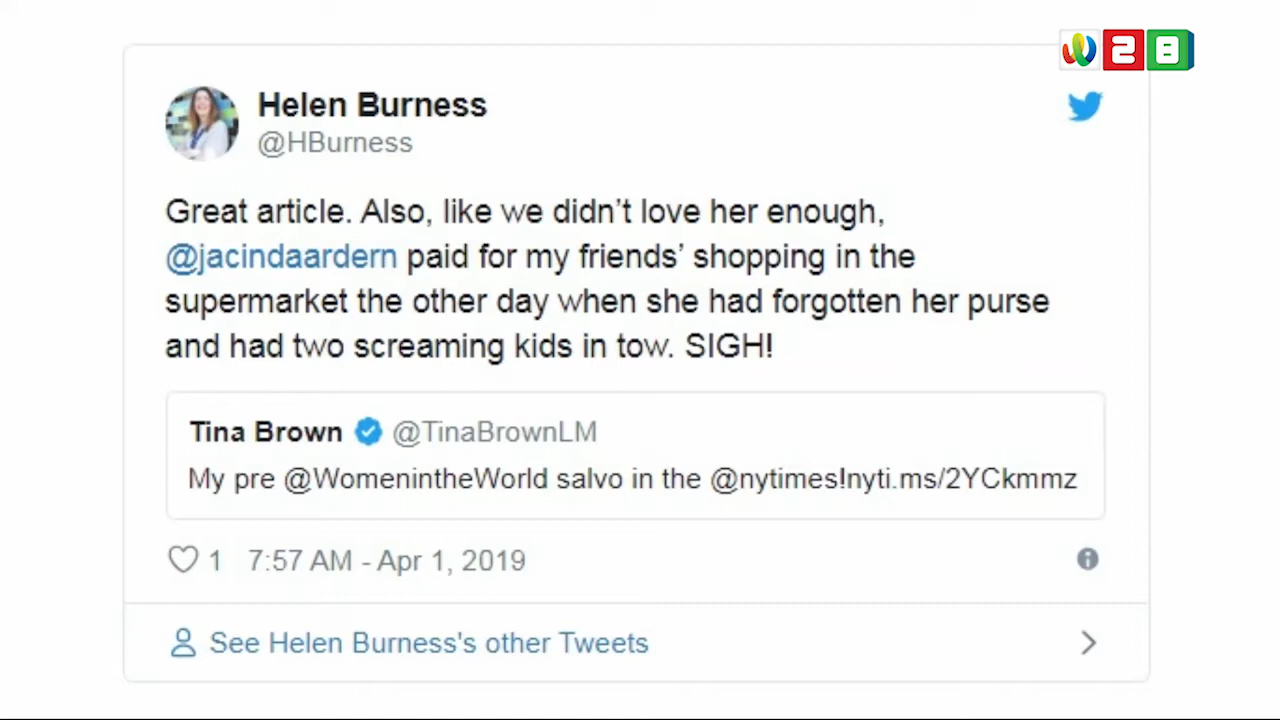 28
Helen Burness
@HBurness
Great article. Also, like we didn’t love her enough,
@jacindaardern paid for my friends’ shopping in the
supermarket the other day when she had forgotten her purse
and had two screaming kids in tow. SIGH!
Tina Brown @TinaBrownLM
My pre @WomenintheWorld salvo in the @nytimes!nyti.ms/2YCkmmz
1 7:57 AM - Apr 1, 2019
See Helen Burness's other Tweets